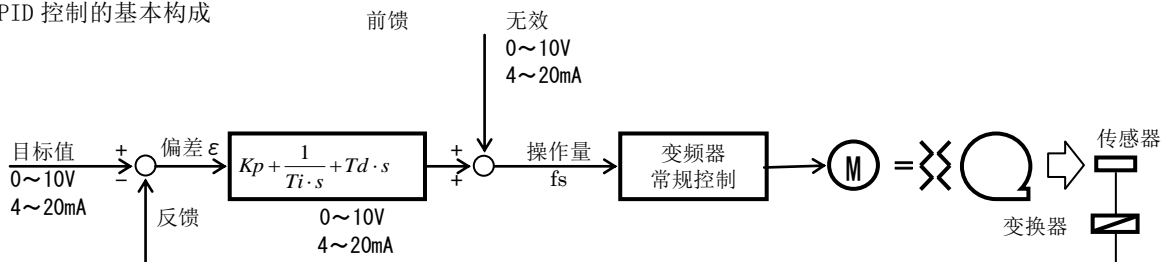 PID 控制的基本构成
前馈
无效
0～10V
4～20mA
目标值
0～10V
4～20mA
+
−
偏差 ε
反馈
Kp + 1/(Ti·s) + Td·s
0～10V
4～20mA
+
+
操作量
fs
变频器
常规控制
M
=
传感器
变换器